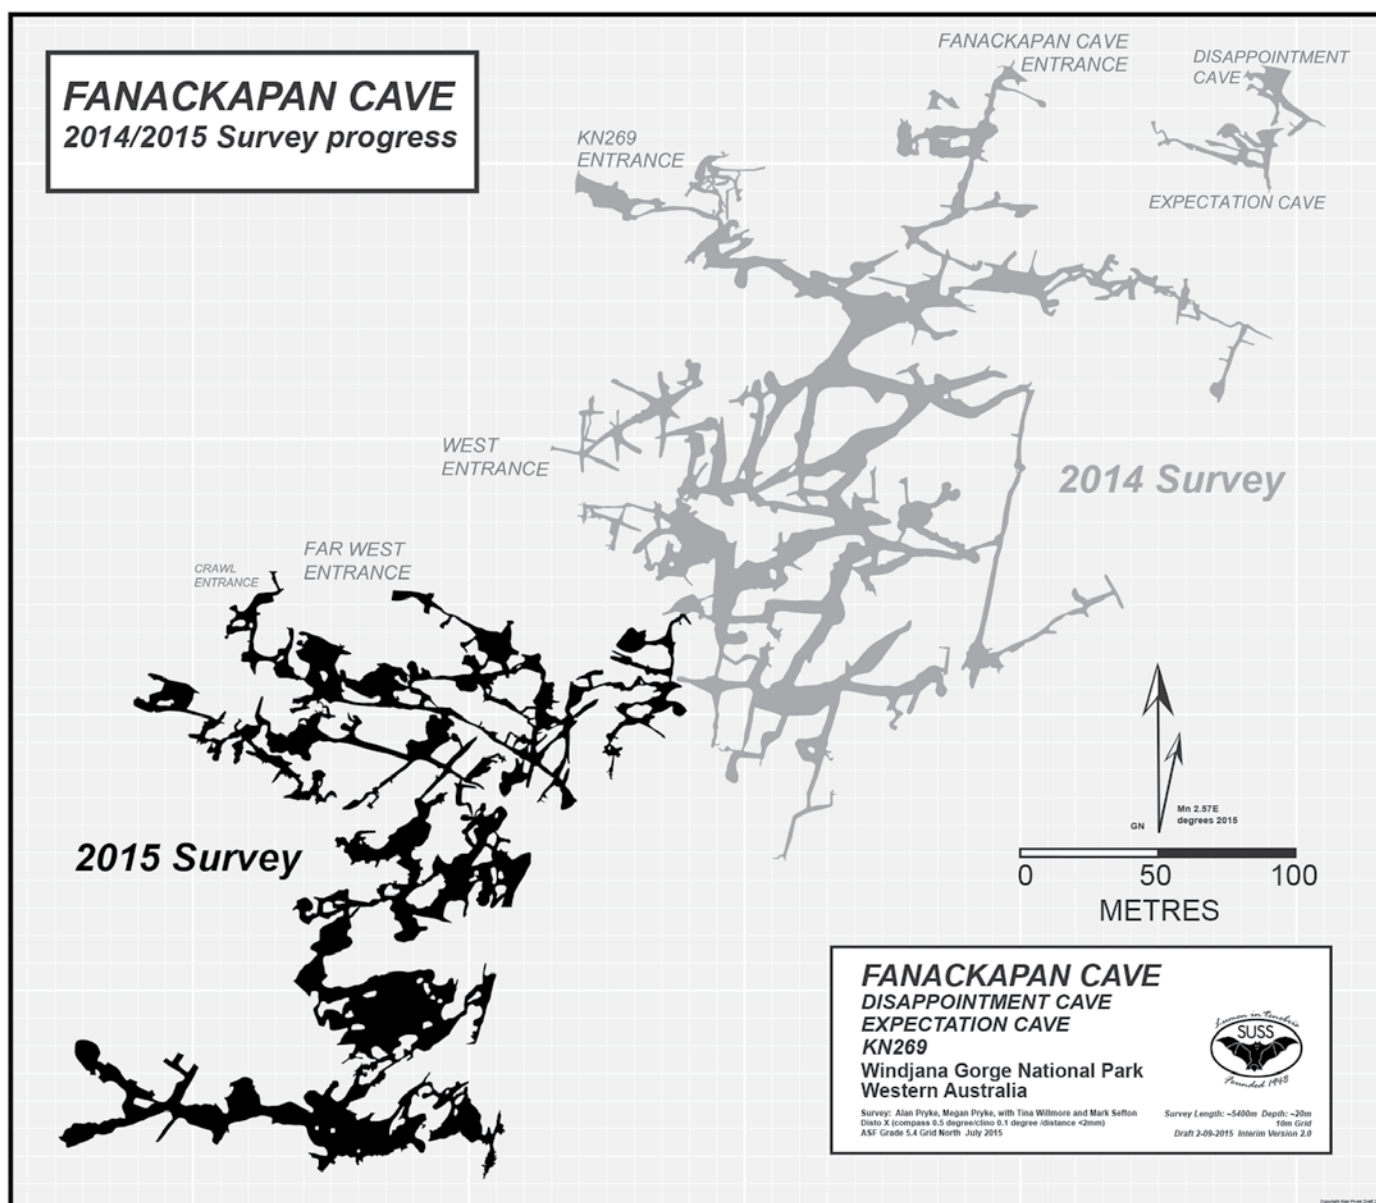 FANACKAPAN CAVE
2014/2015 Survey progress
FANACKAPAN CAVE
ENTRANCE
DISAPPOINTMENT
CAVE
KN269
ENTRANCE
EXPECTATION CAVE
WEST
ENTRANCE
2014 Survey
FAR WEST
ENTRANCE
CRAWL
ENTRANCE
2015 Survey
Mn 2.57E
degrees 2015
GN
0 50 100
METRES
FANACKAPAN CAVE
DISAPPOINTMENT CAVE
EXPECTATION CAVE
KN269
Windjana Gorge National Park
Western Australia
Survey: Alan Pryke, Megan Pryke, with Tina Willmore and Mark Sefton
Disto X (compass 0.5 degree/clino 0.1 degree /distance <2mm)
ASF Grade 5.4 Grid North July 2015
Lumen in tenebris
SUSS
Founded 1948
Survey Length: ~5400m Depth: ~20m
10m Grid
Draft 2-09-2015 Interim Version 2.0